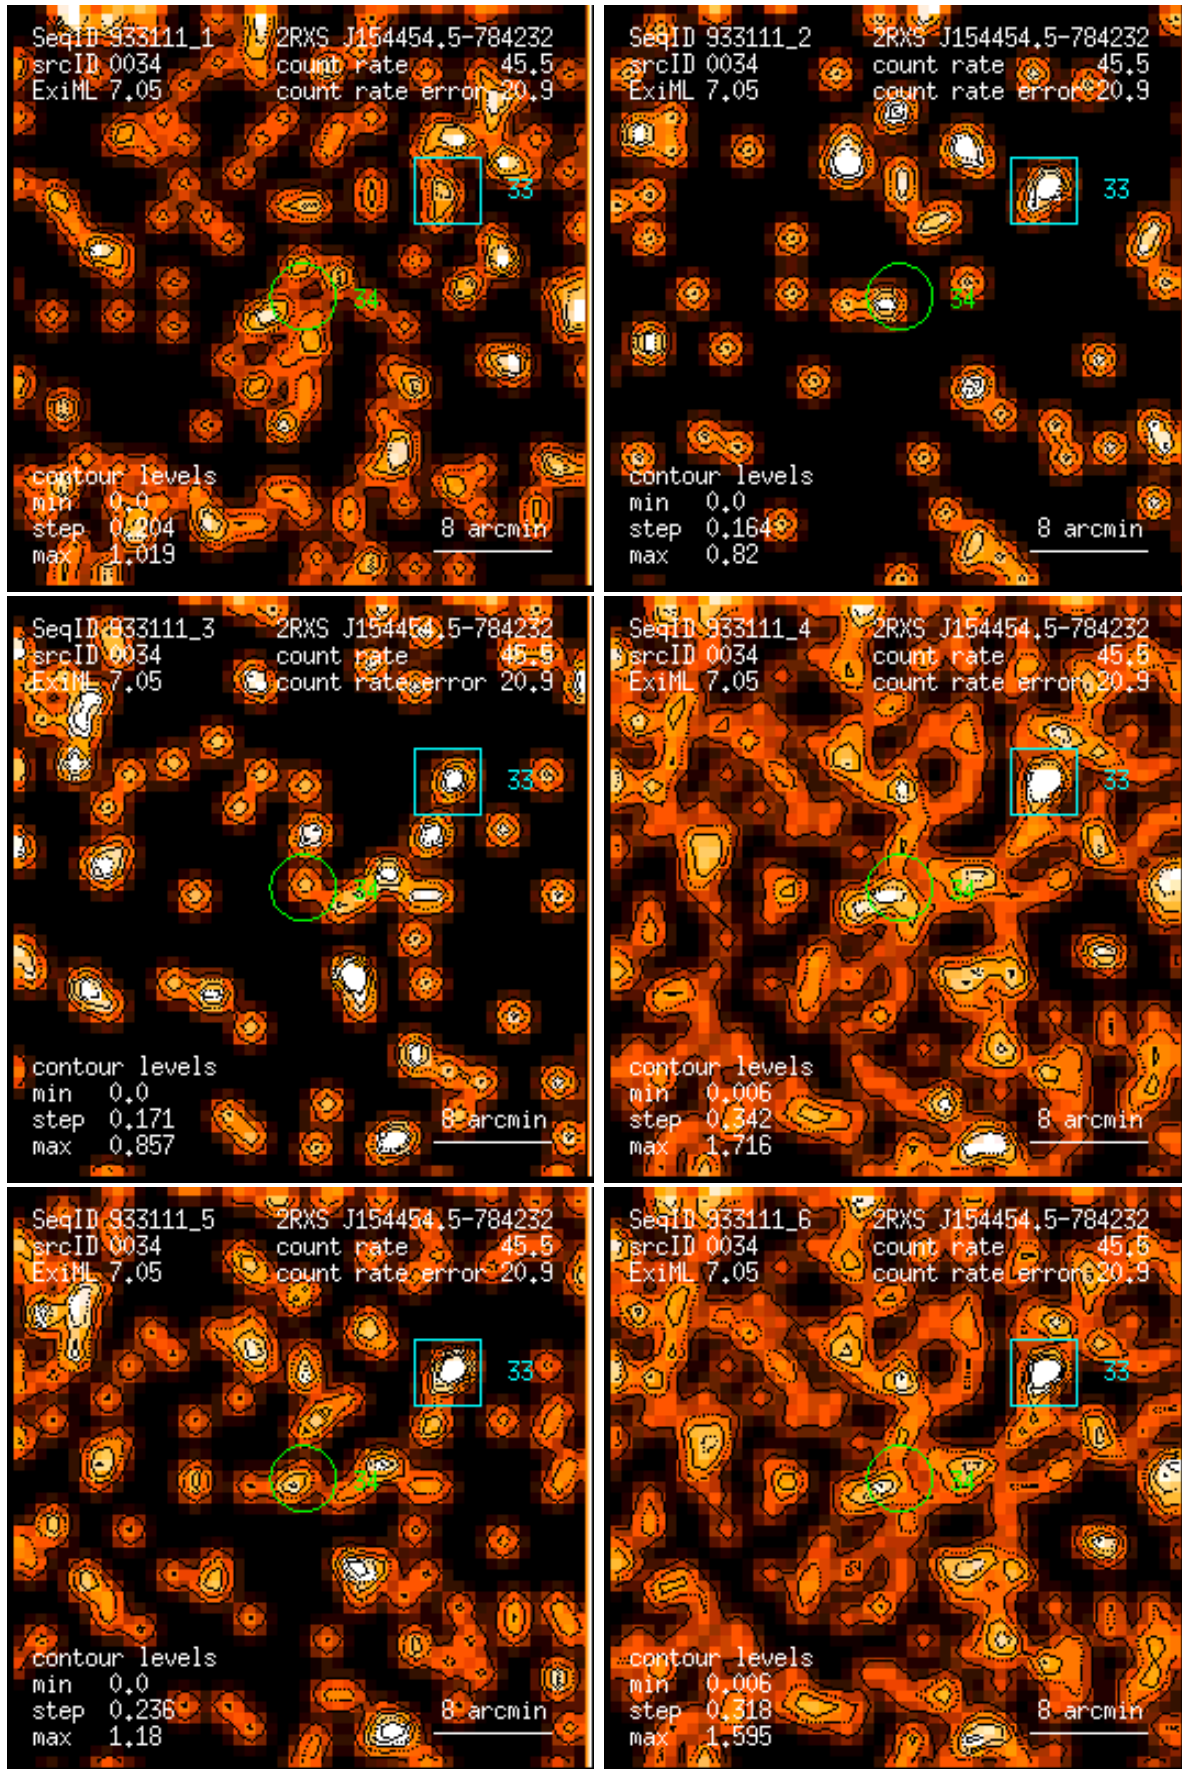 SeqID 933111_1 2RXS J154454.5-784232
srcID 0034 count rate 45.5
ExiML 7.05 count rate error 20.9
33
34
contour levels
min 0.0
step 0.204 8 arcmin
max 1.019
SeqID 933111_2 2RXS J154454.5-784232
srcID 0034 count rate 45.5
ExiML 7.05 count rate error 20.9
33
34
contour levels
min 0.0
step 0.164 8 arcmin
max 0.82
SeqID 933111_3 2RXS J154454.5-784232
srcID 0034 count rate 45.5
ExiML 7.05 count rate error 20.9
33
34
contour levels
min 0.0
step 0.171 8 arcmin
max 0.857
SeqID 933111_4 2RXS J154454.5-784232
srcID 0034 count rate 45.5
ExiML 7.05 count rate error 20.9
33
34
contour levels
min 0.006
step 0.342 8 arcmin
max 1.716
SeqID 933111_5 2RXS J154454.5-784232
srcID 0034 count rate 45.5
ExiML 7.05 count rate error 20.9
33
34
contour levels
min 0.0
step 0.236 8 arcmin
max 1.18
SeqID 933111_6 2RXS J154454.5-784232
srcID 0034 count rate 45.5
ExiML 7.05 count rate error 20.9
33
34
contour levels
min 0.006
step 0.318 8 arcmin
max 1.595